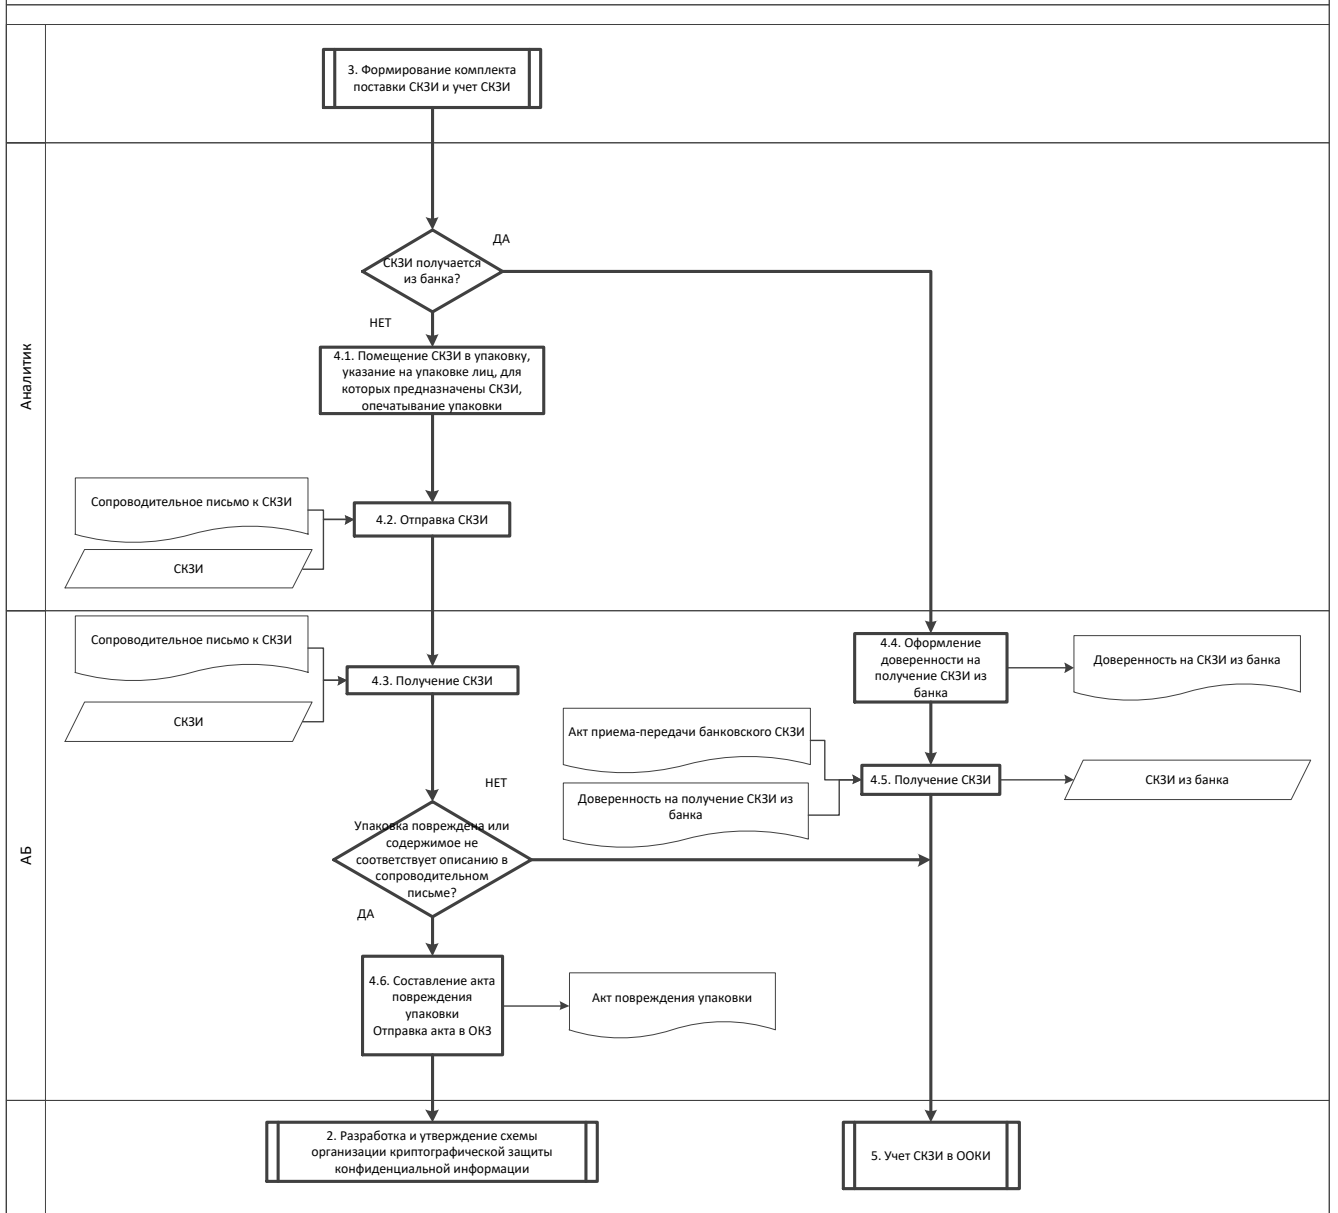 3. Формирование комплекта
поставки СКЗИ и учет СКЗИ
Аналитик
СКЗИ получается
из банка?
ДА
НЕТ
4.1. Помещение СКЗИ в упаковку,
указание на упаковке лиц, для
которых предназначены СКЗИ,
опечатывание упаковки
Сопроводительное письмо к СКЗИ
СКЗИ
4.2. Отправка СКЗИ
АБ
Сопроводительное письмо к СКЗИ
СКЗИ
4.3. Получение СКЗИ
4.4. Оформление
доверенности на
получение СКЗИ из
банка
Доверенность на СКЗИ из банка
Акт приема-передачи банковского СКЗИ
Доверенность на получение СКЗИ из
банка
4.5. Получение СКЗИ
СКЗИ из банка
НЕТ
Упаковка повреждена или
содержимое не
соответствует описанию в
сопроводительном
письме?
ДА
4.6. Составление акта
повреждения
упаковки
Отправка акта в ОКЗ
Акт повреждения упаковки
2. Разработка и утверждение схемы
организации криптографической защиты
конфиденциальной информации
5. Учет СКЗИ в ООКИ